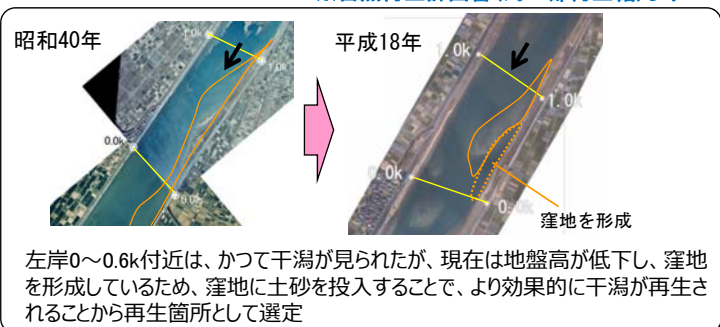 昭和40年
平成18年
1.0k
1.0k
0.0k
0.0k
1.0k
1.0k
0.0k
0.0k
窪地を形成
左岸0～0.6k付近は、かつて干潟が見られたが、現在は地盤高が低下し、窪地
を形成しているため、窪地に土砂を投入することで、より効果的に干潟が再生さ
れることから再生箇所として選定